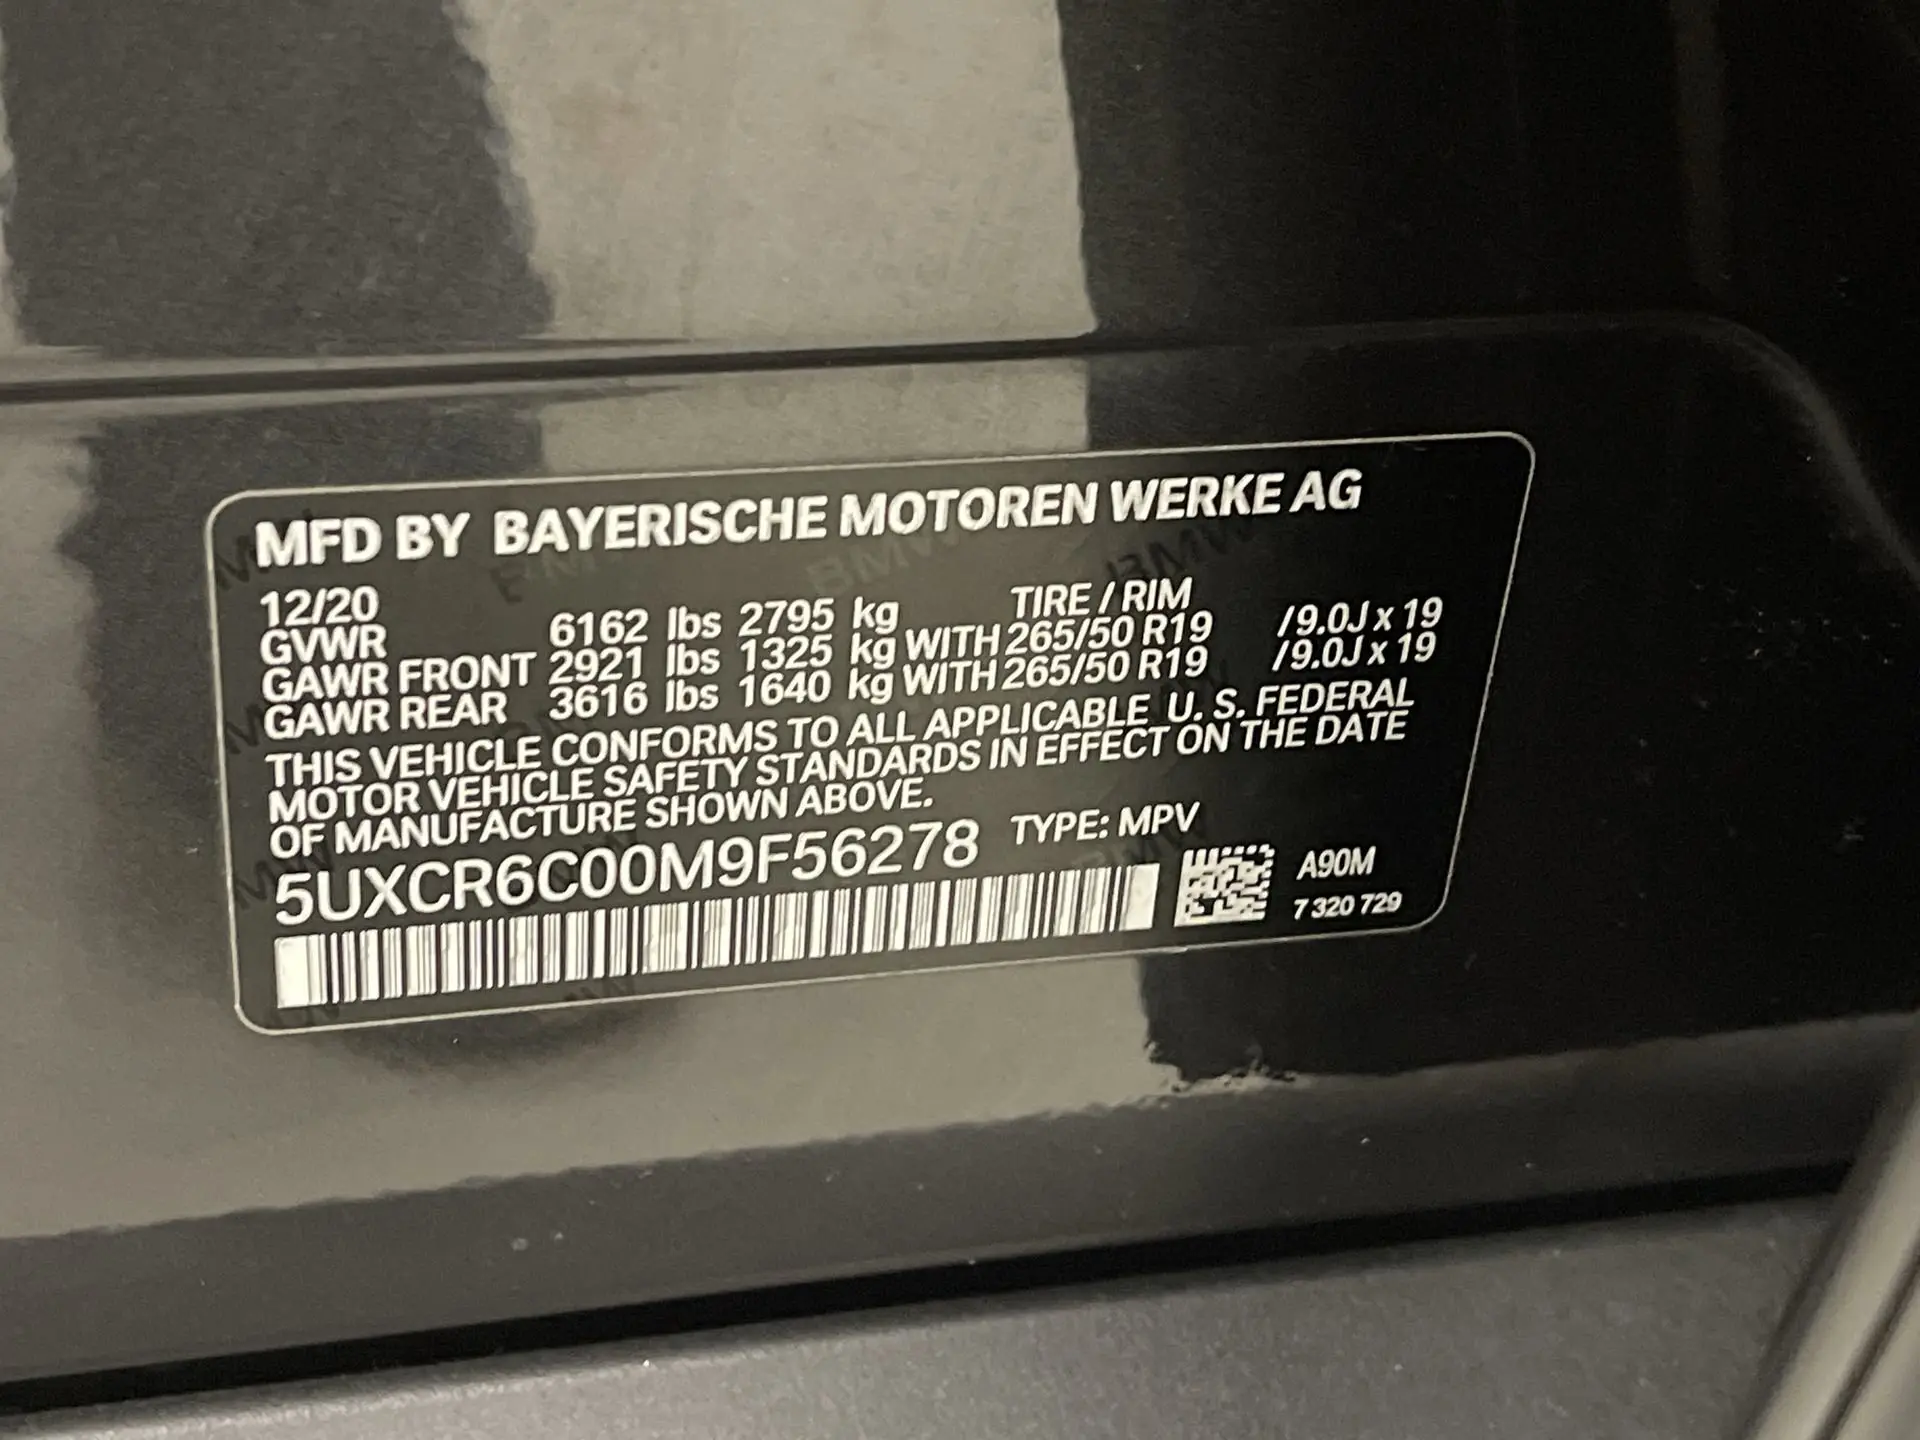 MFD BY BAYERISCHE MOTOREN WERKE AG
12/20 TIRE / RIM
GVWR 6162 lbs 2795 kg
GAWR FRONT 2921 lbs 1325 kg WITH 265/50 R19 /9.0J x 19
GAWR REAR 3616 lbs 1640 kg WITH 265/50 R19 /9.0J x 19
THIS VEHICLE CONFORMS TO ALL APPLICABLE U. S. FEDERAL
MOTOR VEHICLE SAFETY STANDARDS IN EFFECT ON THE DATE
OF MANUFACTURE SHOWN ABOVE.
5UXCR6C00M9F56278 TYPE: MPV
A90M
7 320 729